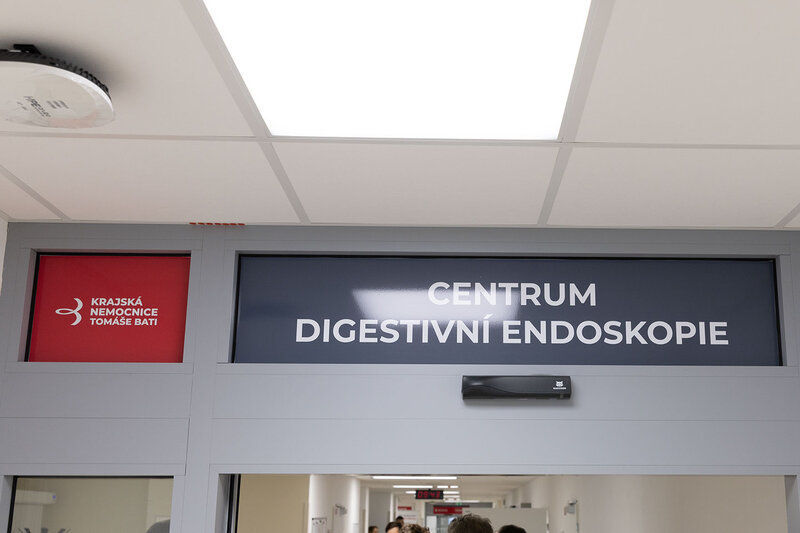 KRAJSKÁ
NEMOCNICE
TOMÁŠE BATI
CENTRUM
DIGESTIVNÍ ENDOSKOPIE